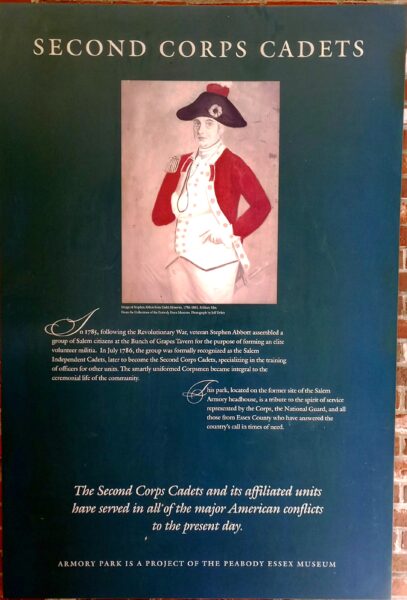 SECOND CORPS CADETS
In 1785, following the Revolutionary War, veteran Stephen Abbott assembled a
group of Salem citizens at the Bunch of Grapes Tavern for the purpose of forming an elite
volunteer militia. In July 1786, the group was formally recognized as the Salem
Independent Cadets, later to become the Second Corps Cadets, specializing in the training
of officers for other units. The smartly uniformed Corpsmen became integral to the
ceremonial life of the community.
This park, located on the former site of the Salem
Armory headhouse, is a tribute to the spirit of service
represented by the Corps, the National Guard, and all
those from Essex County who have answered the
country's call in times of need.
The Second Corps Cadets and its affiliated units
have served in all of the major American conflicts
to the present day.
ARMORY PARK IS A PROJECT OF THE PEABODY ESSEX MUSEUM